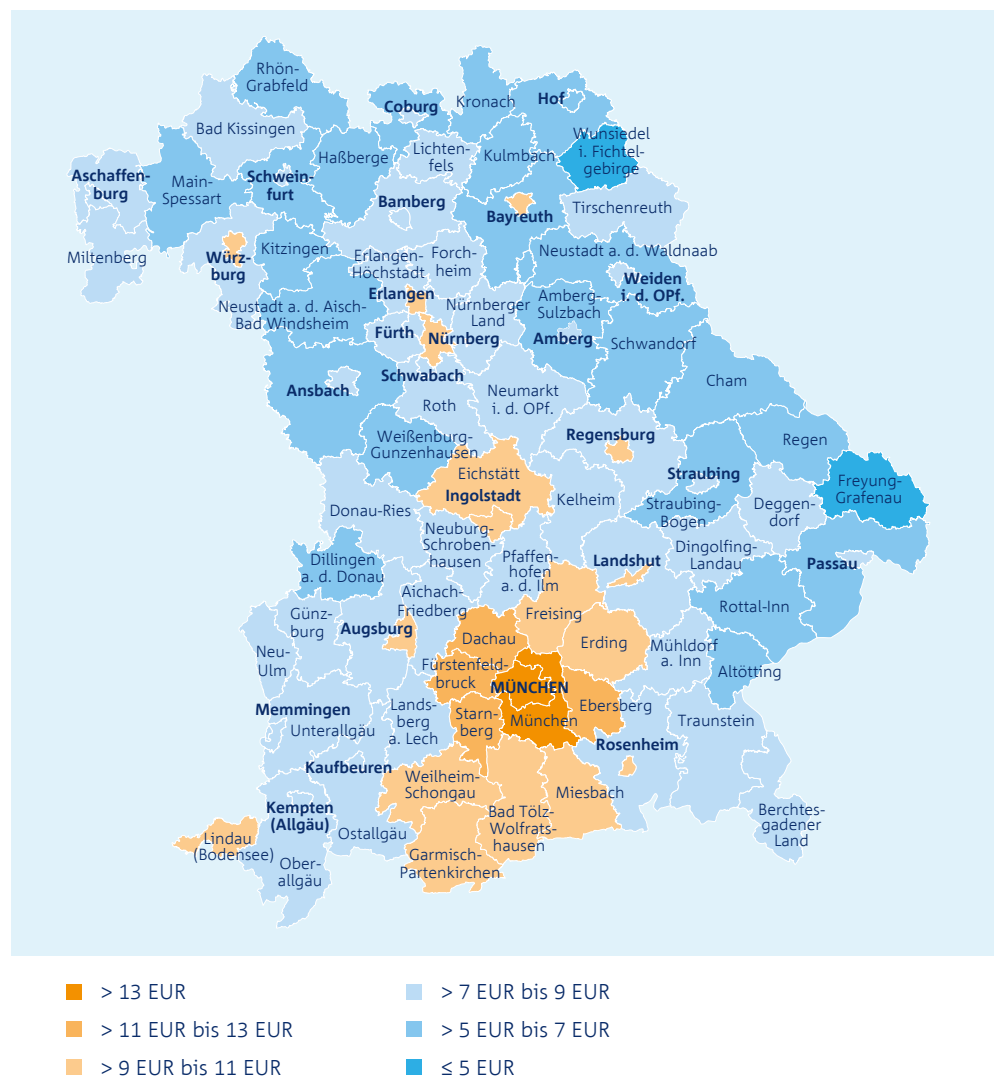 Rhön-
Grabfeld
Coburg
Kronach
Hof
Bad Kissingen
Wunsiedel
i. Fichtel-
gebirge
Lichten-
fels
Kulmbach
Haßberge
Aschaffen-
burg
Main-
Spessart
Schwein-
furt
Bamberg
Bayreuth
Tirschenreuth
Miltenberg
Würz-
burg
Kitzingen
Erlangen-
Höchstadt
Forch-
heim
Neustadt a. d. Waldnaab
Weiden
i. d. OPf.
Erlangen
Neustadt a. d. Aisch-
Bad Windsheim
Nürnberger
Land
Amberg-
Sulzbach
Fürth
Nürnberg
Amberg
Schwandorf
Ansbach
Schwabach
Roth
Neumarkt
i. d. OPf.
Cham
Weißenburg-
Gunzenhausen
Regensburg
Regen
Eichstätt
Ingolstadt
Straubing
Freyung-
Grafenau
Donau-Ries
Kelheim
Straubing-
Bogen
Deggen-
dorf
Neuburg-
Schroben-
hausen
Pfaffen-
hofen
a. d. Ilm
Landshut
Dingolfing-
Landau
Passau
Dillingen
a. d. Donau
Aichach-
Friedberg
Freising
Rottal-Inn
Günz-
burg
Augsburg
Dachau
Erding
Mühldorf
a. Inn
Neu-
Ulm
Fürstenfeld-
bruck
MÜNCHEN
München
Ebersberg
Altötting
Memmingen
Unterallgäu
Lands-
berg
a. Lech
Starn-
berg
Traunstein
Rosenheim
Kaufbeuren
Weilheim-
Schongau
Miesbach
Kempten
(Allgäu)
Ostallgäu
Bad Tölz-
Wolfrats-
hausen
Berchtes-
gadener
Land
Lindau
(Bodensee)
Ober-
allgäu
Garmisch-
Partenkirchen
> 13 EUR
> 11 EUR bis 13 EUR
> 9 EUR bis 11 EUR
> 7 EUR bis 9 EUR
> 5 EUR bis 7 EUR
≤ 5 EUR